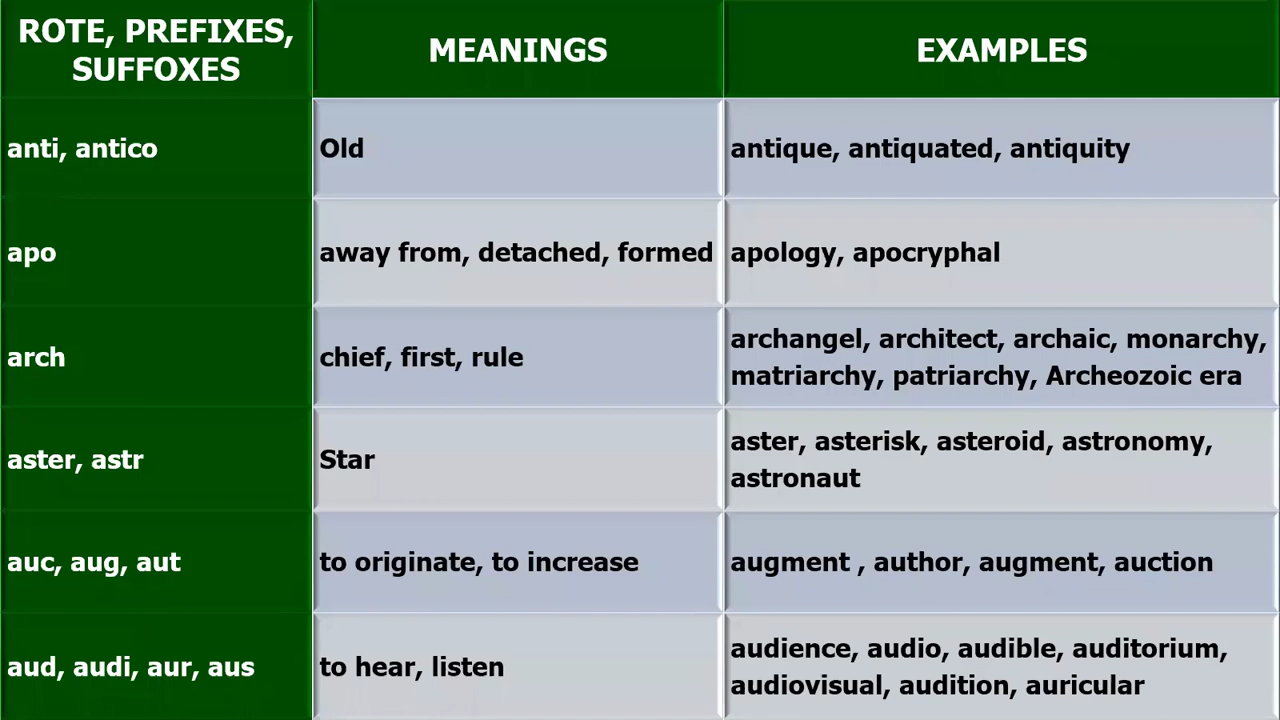 ROTE, PREFIXES,
SUFFOXES
MEANINGS
EXAMPLES
anti, antico
Old
antique, antiquated, antiquity
apo
away from, detached, formed
apology, apocryphal
arch
chief, first, rule
archangel, architect, archaic, monarchy,
matriarchy, patriarchy, Archeozoic era
aster, astr
Star
aster, asterisk, asteroid, astronomy,
astronaut
auc, aug, aut
to originate, to increase
augment , author, augment, auction
aud, audi, aur, aus
to hear, listen
audience, audio, audible, auditorium,
audiovisual, audition, auricular